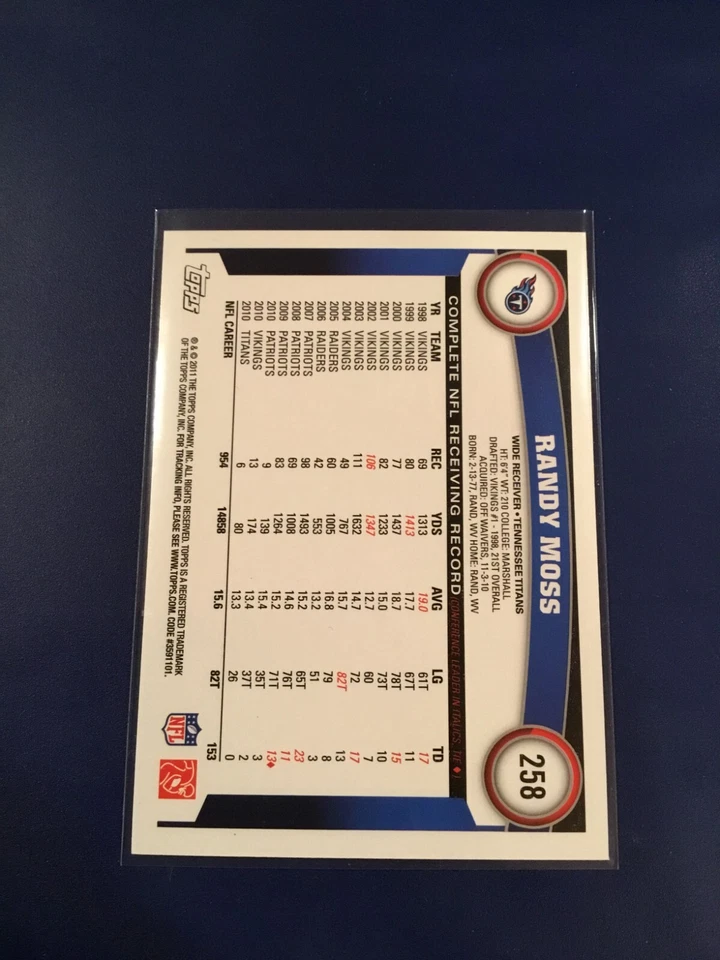 RANDY MOSS
258
WIDE RECEIVER • TENNESSEE TITANS
HT: 6'4" WT: 210 COLLEGE: MARSHALL
DRAFTED: VIKINGS #1 - 1998, 21ST OVERALL
ACQUIRED: OFF WAIVERS, 11-3-10
BORN: 2-13-77, RAND, WV HOME: RAND, WV
COMPLETE NFL RECEIVING RECORD (CONFERENCE LEADER IN ITALICS, TIE ♦)
YR TEAM REC YDS AVG LG TD
1998 VIKINGS 69 1313 19.0 61T 17
1999 VIKINGS 80 1413 17.7 67T 11
2000 VIKINGS 77 1437 18.7 78T 15
2001 VIKINGS 82 1233 15.0 73T 10
2002 VIKINGS 106 1347 12.7 60 7
2003 VIKINGS 111 1632 14.7 72 17
2004 VIKINGS 49 767 15.7 82T 13
2005 RAIDERS 60 1005 16.8 79 8
2006 RAIDERS 42 553 13.2 51 3
2007 PATRIOTS 98 1493 15.2 65T 23
2008 PATRIOTS 69 1008 14.6 76T 11
2009 PATRIOTS 83 1264 15.2 71T 13♦
2010 PATRIOTS 9 139 15.4 35T 3
2010 VIKINGS 13 174 13.4 37T 2
2010 TITANS 6 80 13.3 26 0
NFL CAREER 954 14858 15.6 82T 153
Topps
® & © 2011 THE TOPPS COMPANY, INC. ALL RIGHTS RESERVED. TOPPS IS A REGISTERED TRADEMARK
OF THE TOPPS COMPANY, INC. FOR TRACKING INFO, PLEASE SEE WWW.TOPPS.COM. CODE #3591101.
NFL